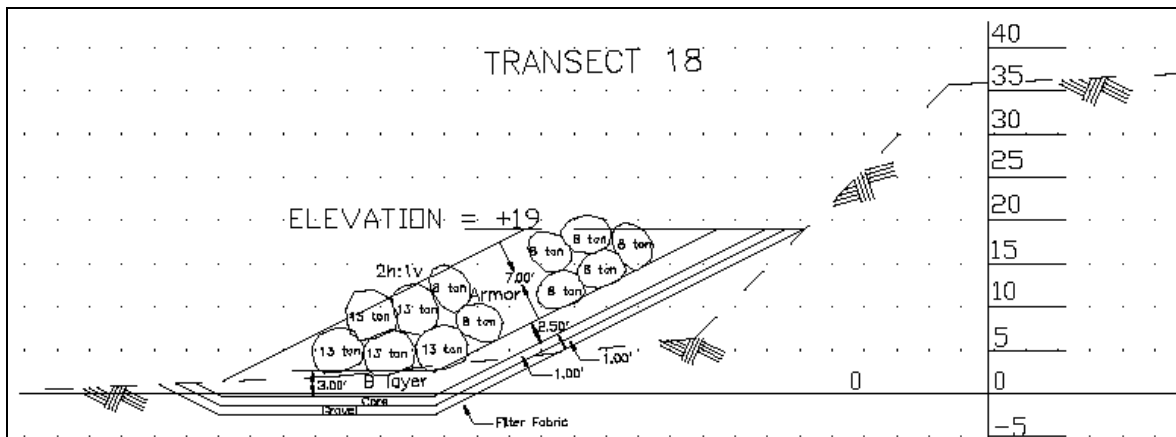 TRANSECT 18
40
35
30
25
20
15
10
5
0 0
-5
ELEVATION = +19
2h:1v
8 ton
8 ton
8 ton
8 ton
8 ton
7.00'
Armor
8 ton
8 ton
13 ton
13 ton
13 ton
13 ton
13 ton
2.50'
1.00'
1.00'
3.00'
B layer
Core
Gravel
Filter Fabric